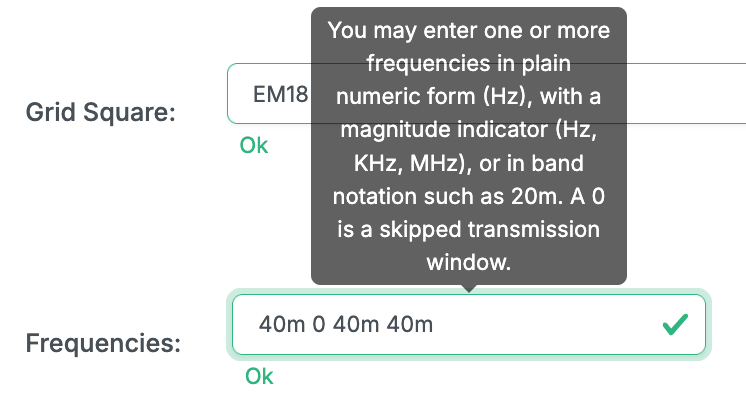 You may enter one or more
frequencies in plain
numeric form (Hz), with a
magnitude indicator (Hz,
KHz, MHz), or in band
notation such as 20m. A 0
is a skipped transmission
window.
Grid Square:
EM18
Ok
Frequencies:
40m 0 40m 40m
Ok